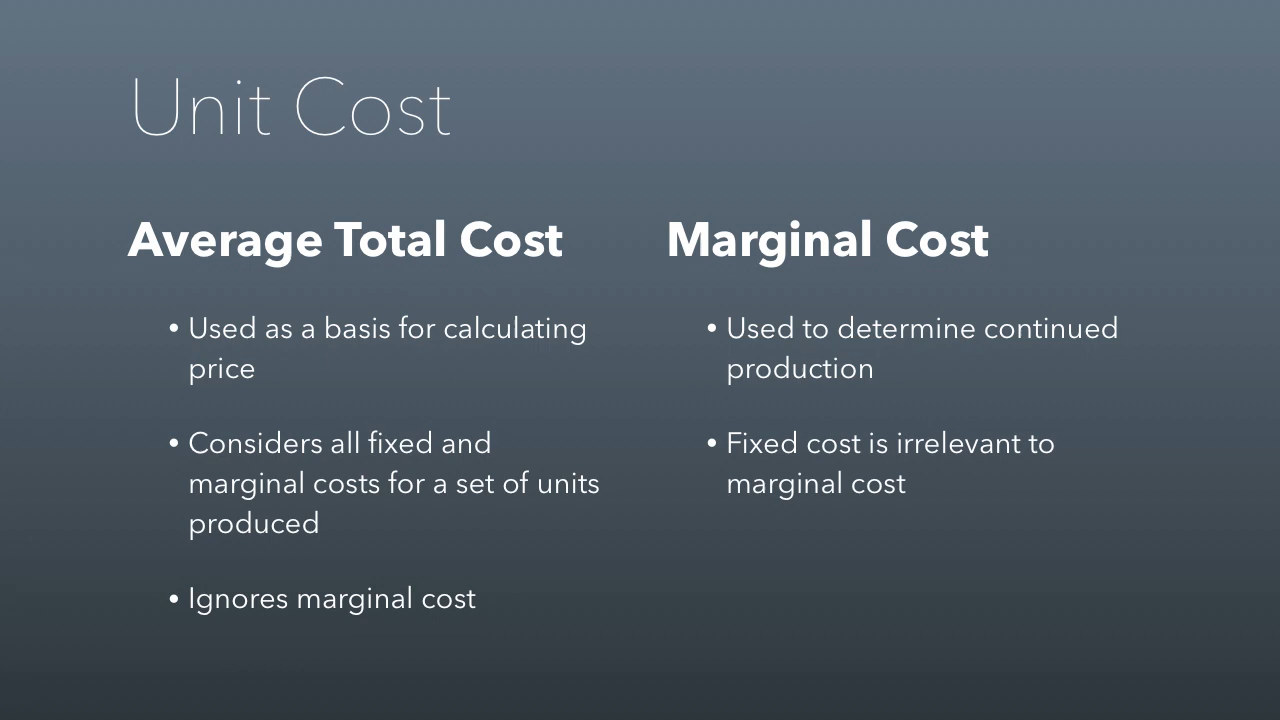 Unit Cost
Average Total Cost
• Used as a basis for calculating
price
• Considers all fixed and
marginal costs for a set of units
produced
• Ignores marginal cost
Marginal Cost
• Used to determine continued
production
• Fixed cost is irrelevant to
marginal cost